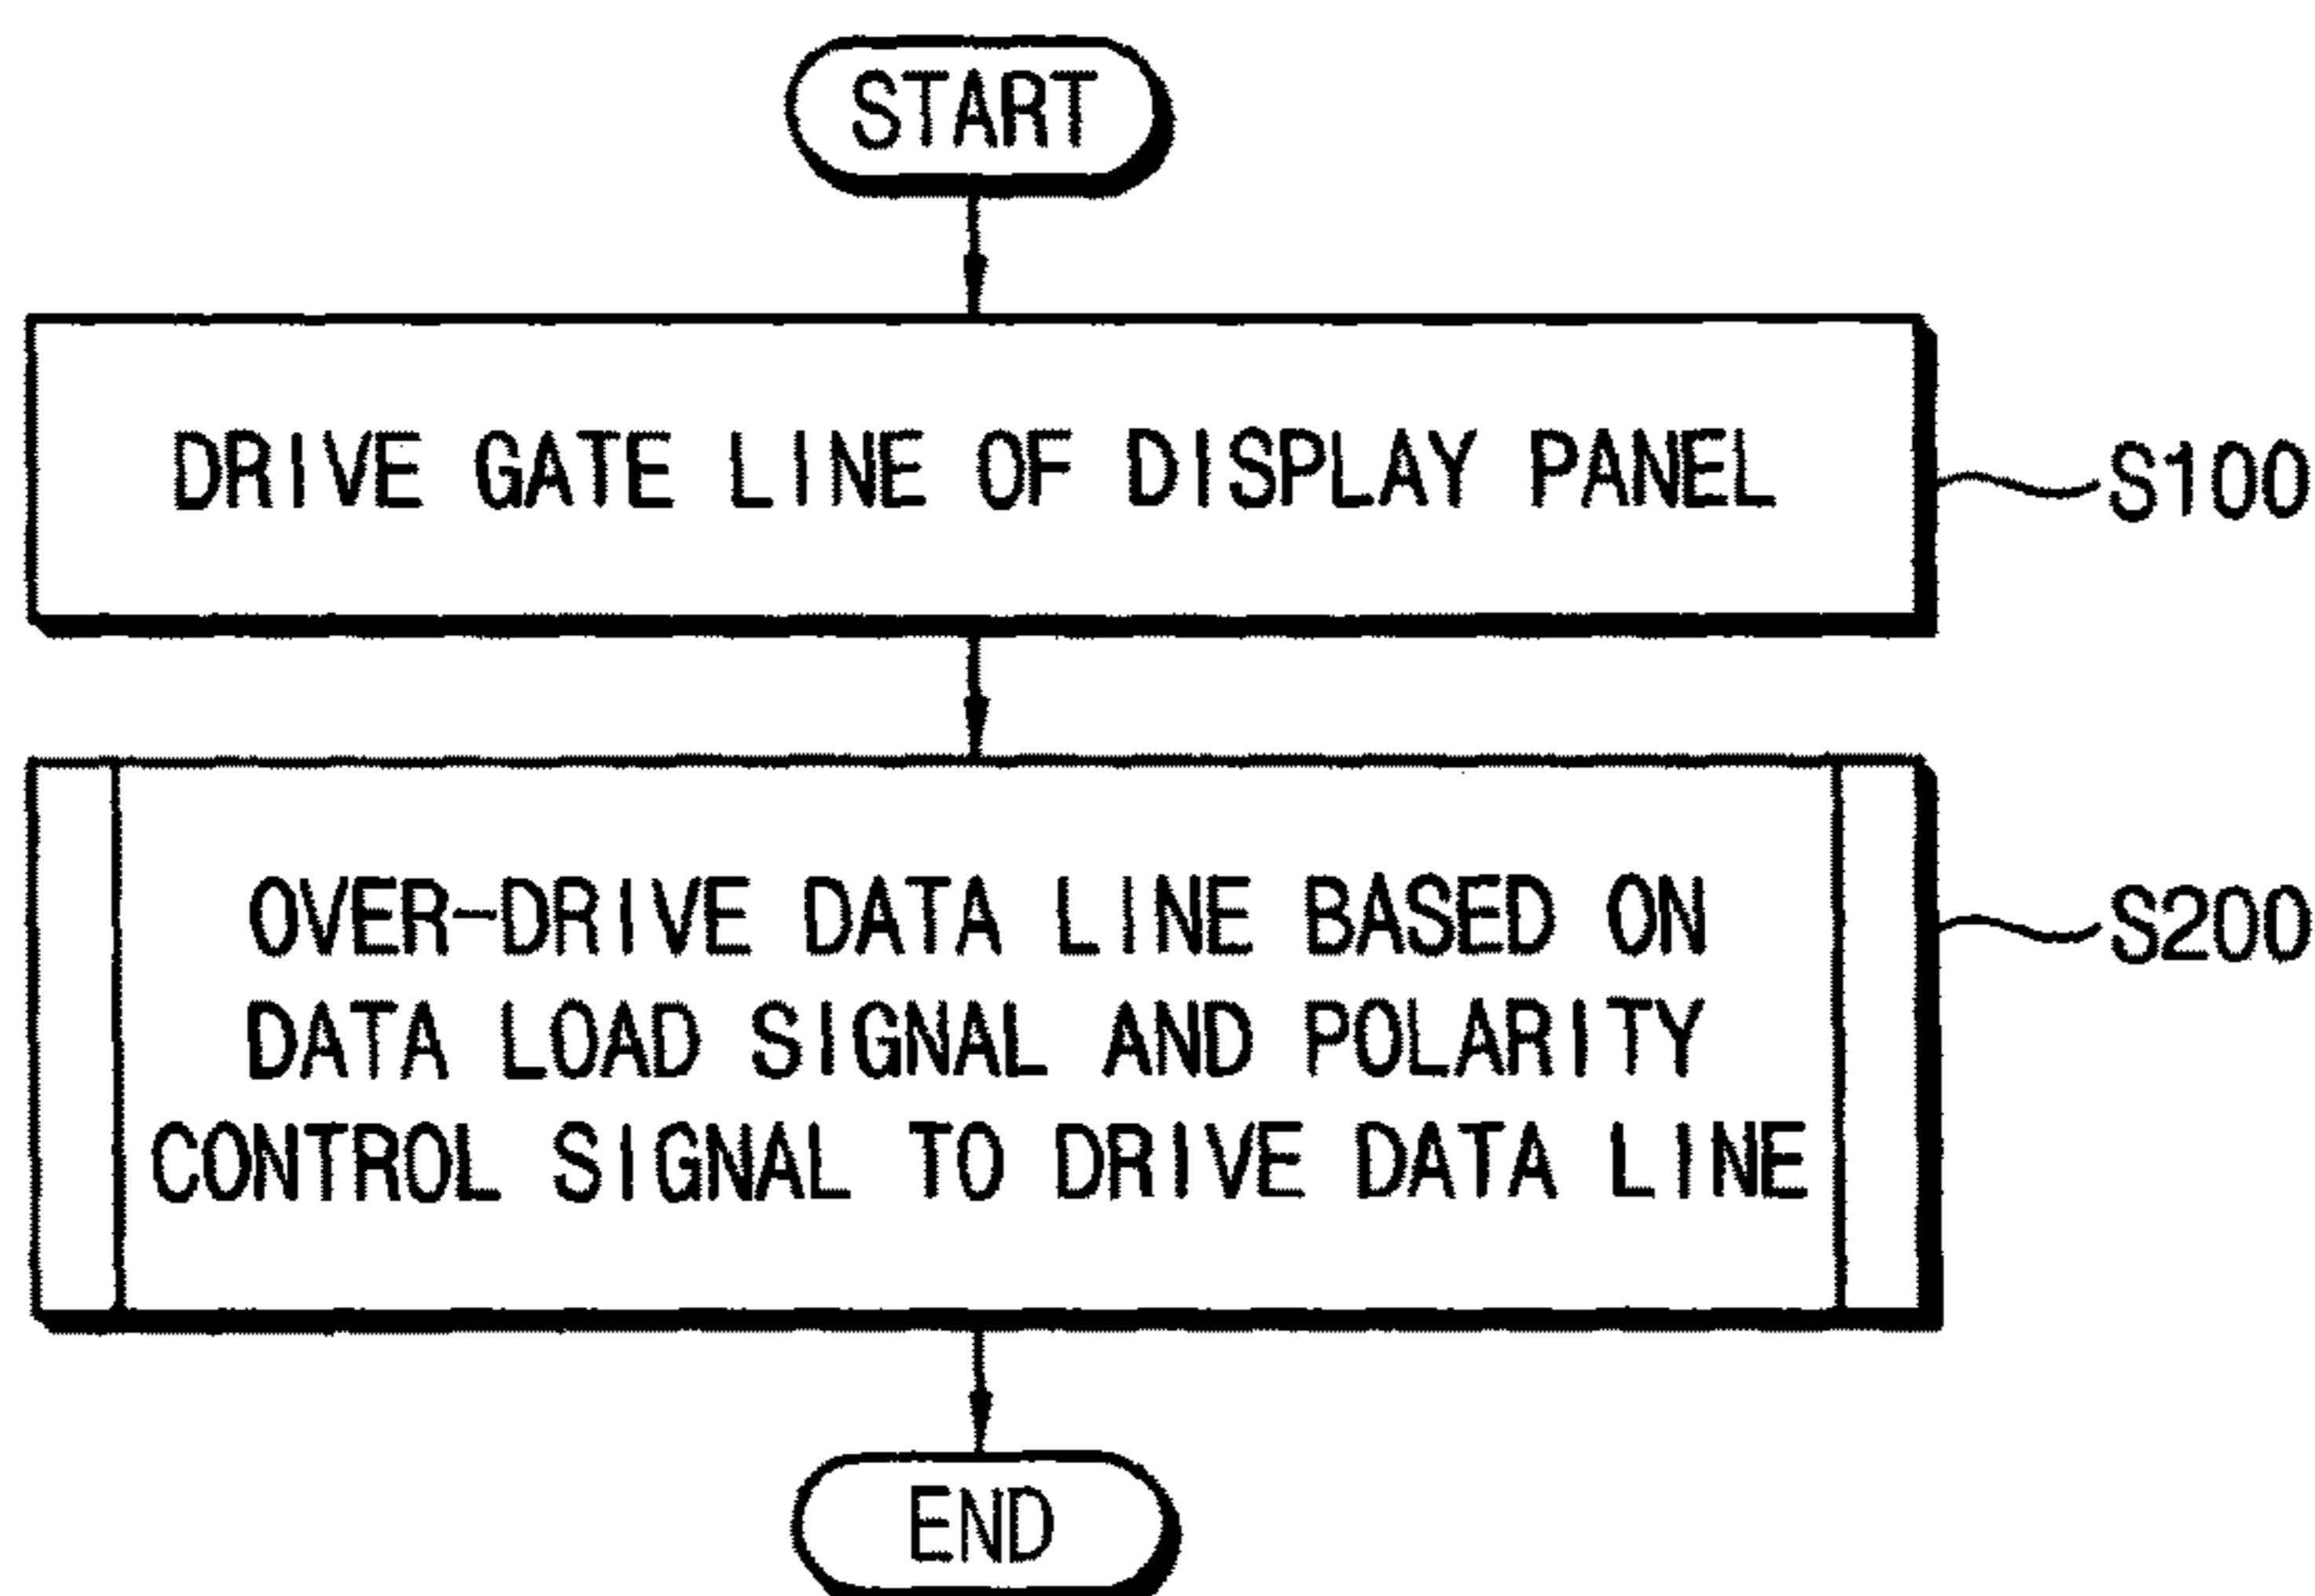 START
DRIVE GATE LINE OF DISPLAY PANEL
S100
OVER-DRIVE DATA LINE BASED ON
DATA LOAD SIGNAL AND POLARITY
CONTROL SIGNAL TO DRIVE DATA LINE
S200
END